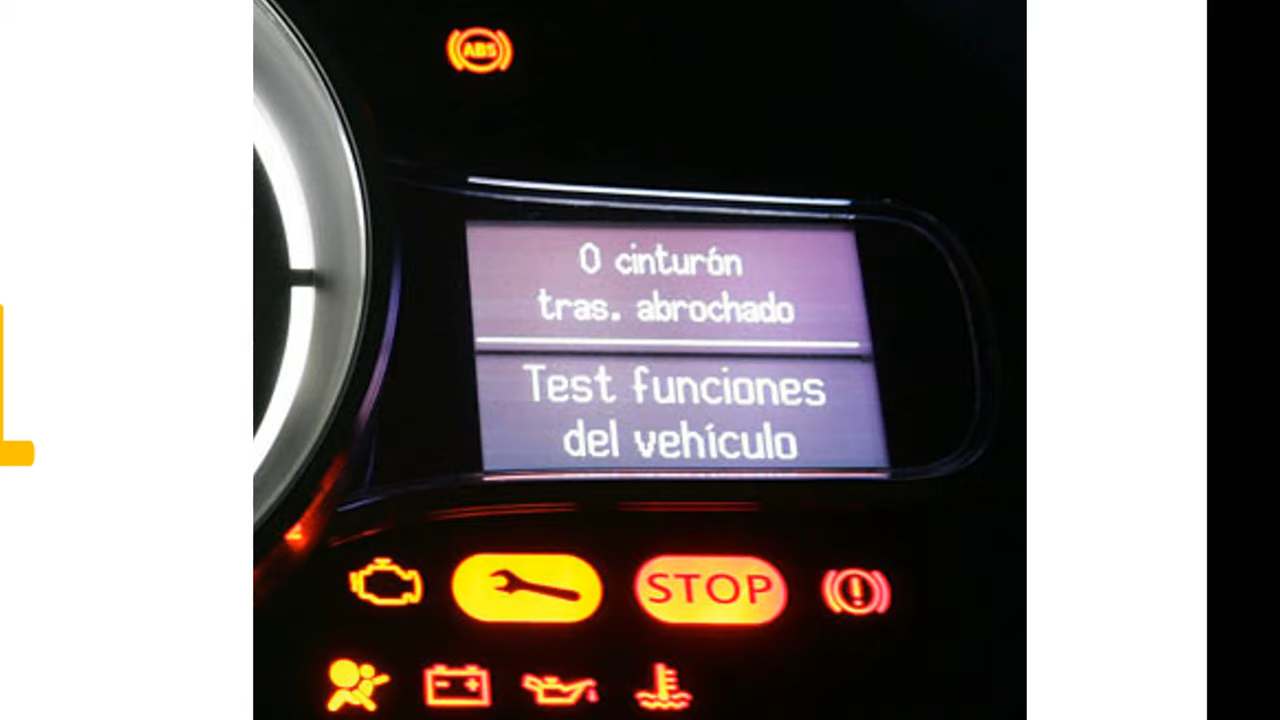 ABS
0 cinturón
tras. abrochado
Test funciones
del vehículo
STOP